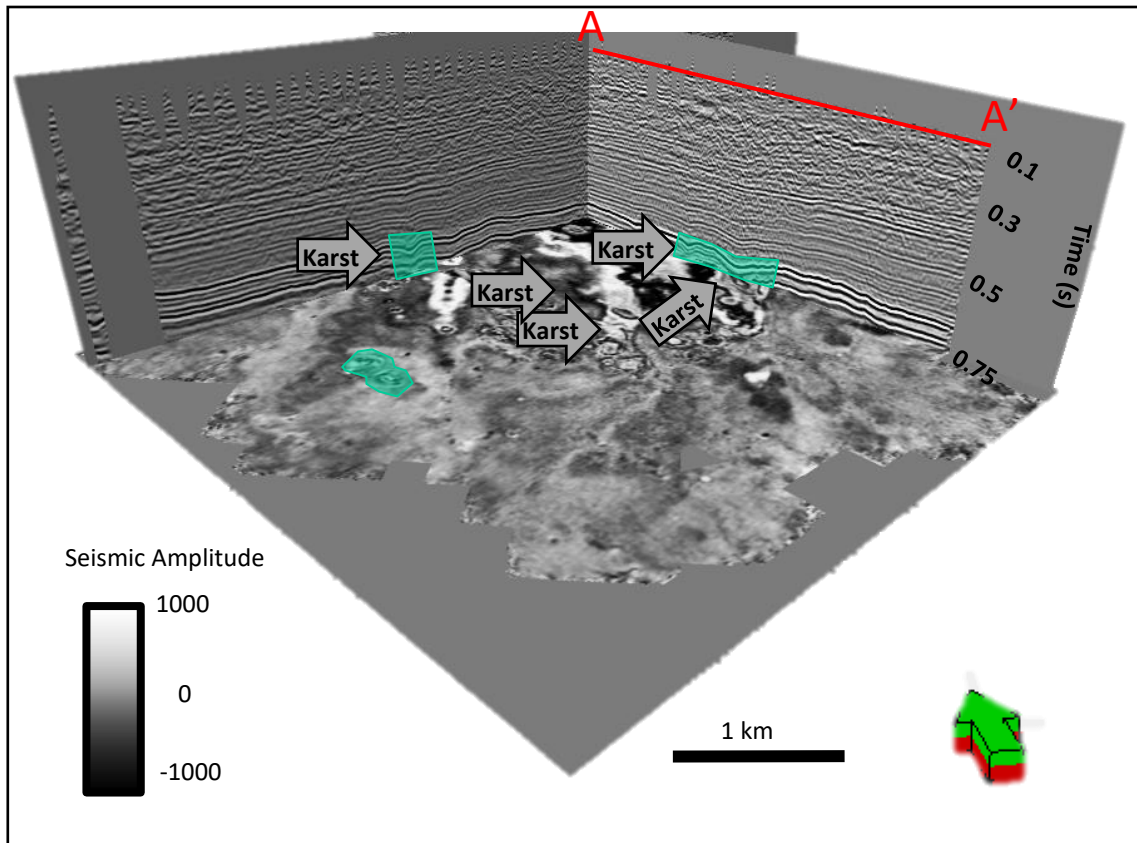 A
A’
0.1
0.3
0.5
0.75
Time (s)
Karst
Karst
Karst
Karst
Karst
Seismic Amplitude
1000
0
-1000
1 km